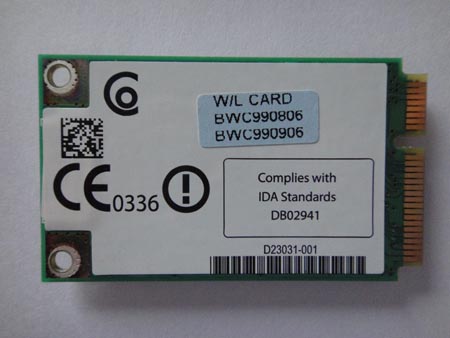 W/L CARD
BWC990806
BWC990906
CE 0336
Complies with
IDA Standards
DB02941
D23031-001